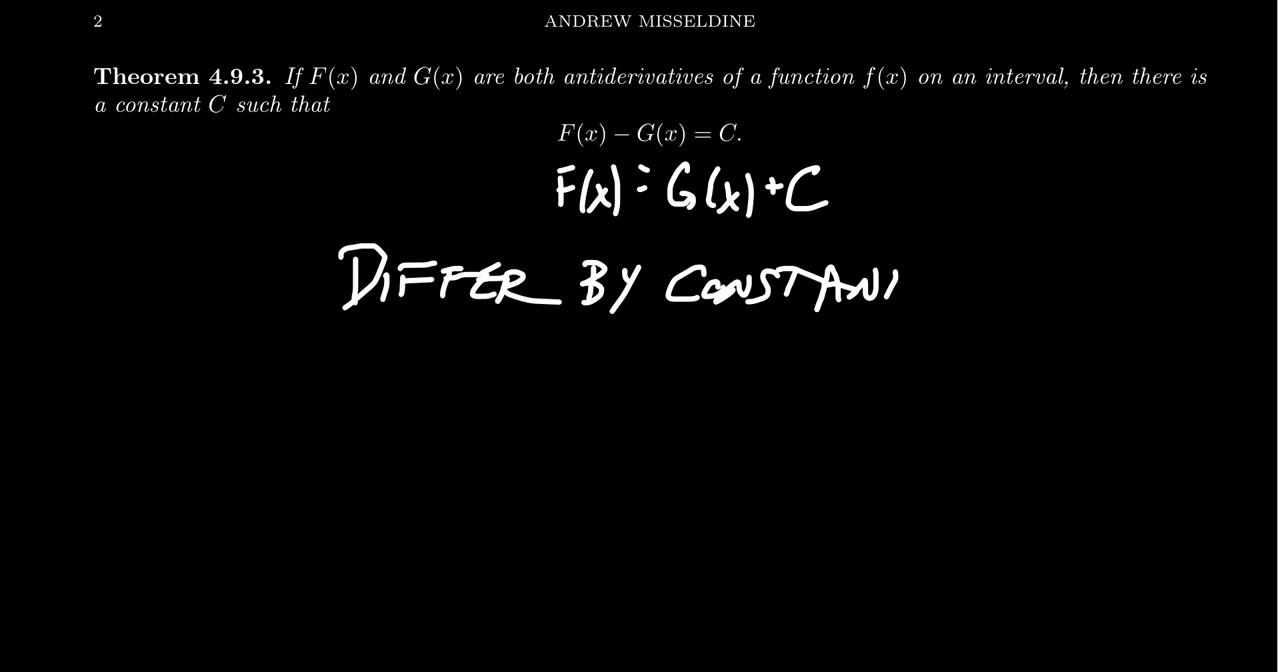 2 ANDREW MISSELDINE
Theorem 4.9.3. If F(x) and G(x) are both antiderivatives of a function f(x) on an interval, then there is
a constant C such that
F(x) − G(x) = C.
F(x) = G(x) + C
DIFFER BY CONSTAN